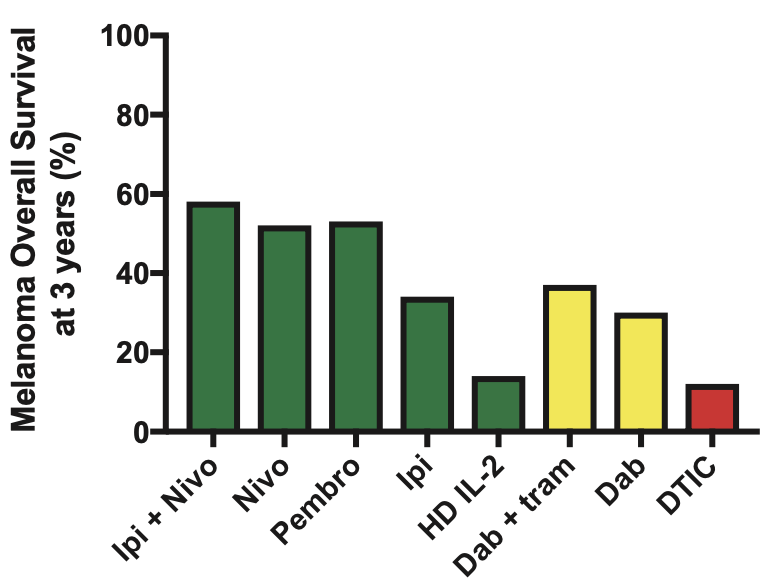 Melanoma Overall Survival
at 3 years (%)
100
80
60
40
20
0
Ipi + Nivo
Nivo
Pembro
Ipi
HD IL-2
Dab + tram
Dab
DTIC